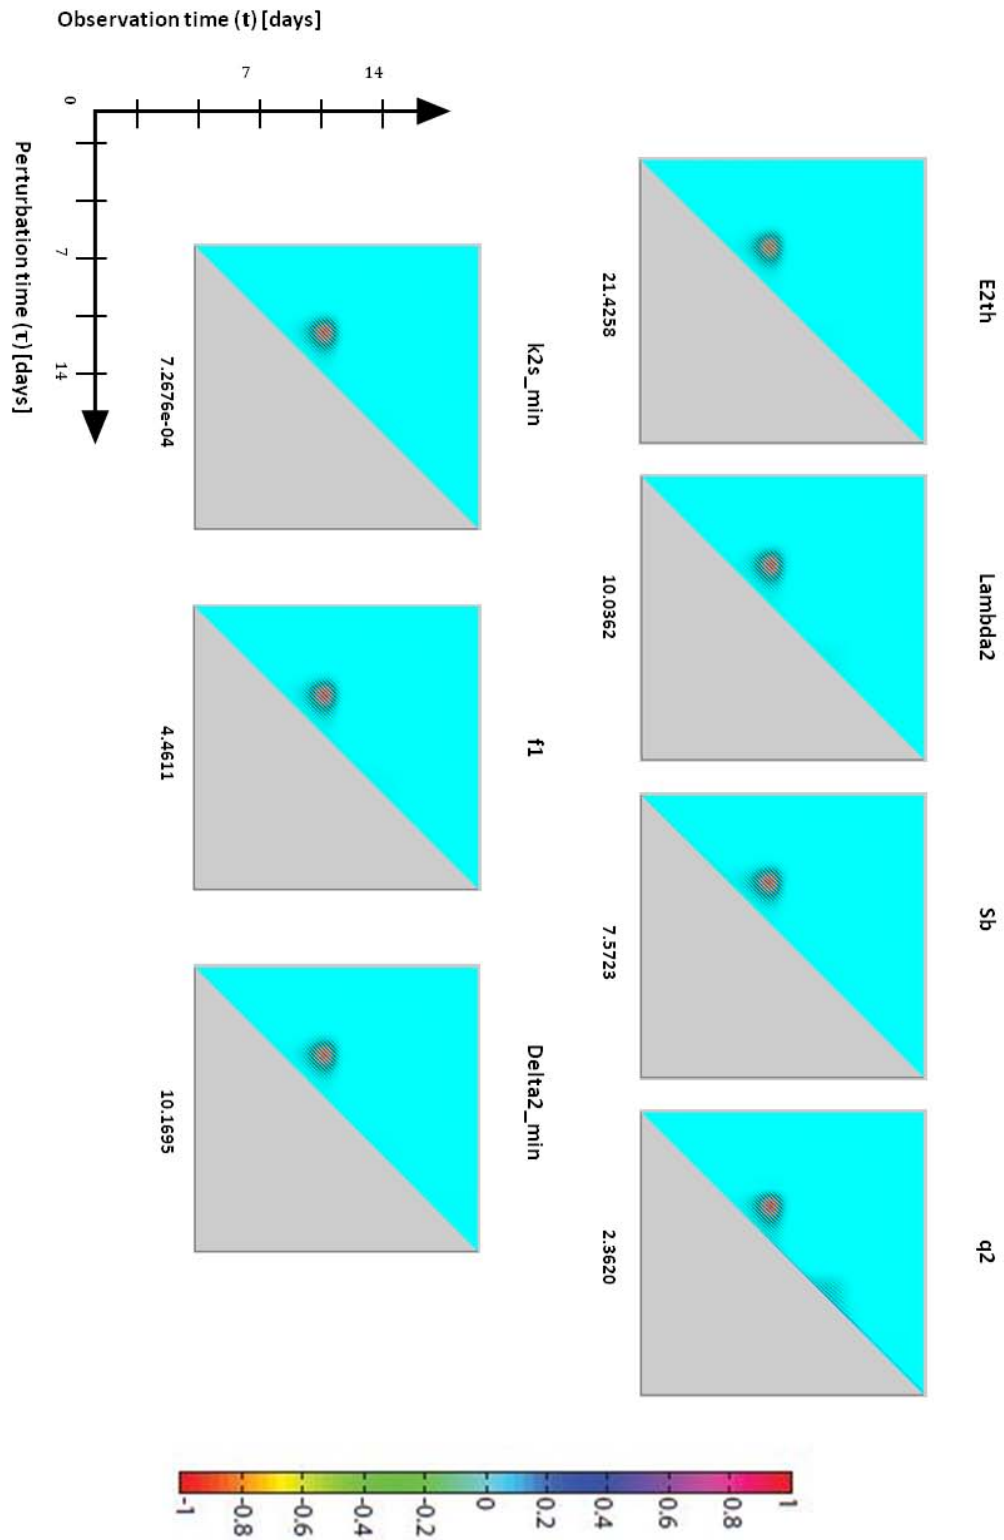 Observation time (t) [days]
7
14
0
Perturbation time (τ) [days]
7
14
E2th
21.4258
Lambda2
10.0362
Sb
7.5723
q2
2.3620
k2s_min
7.2676e-04
f1
4.4611
Delta2_min
10.1695
1
0.8
0.6
0.4
0.2
0
-0.2
-0.4
-0.6
-0.8
-1